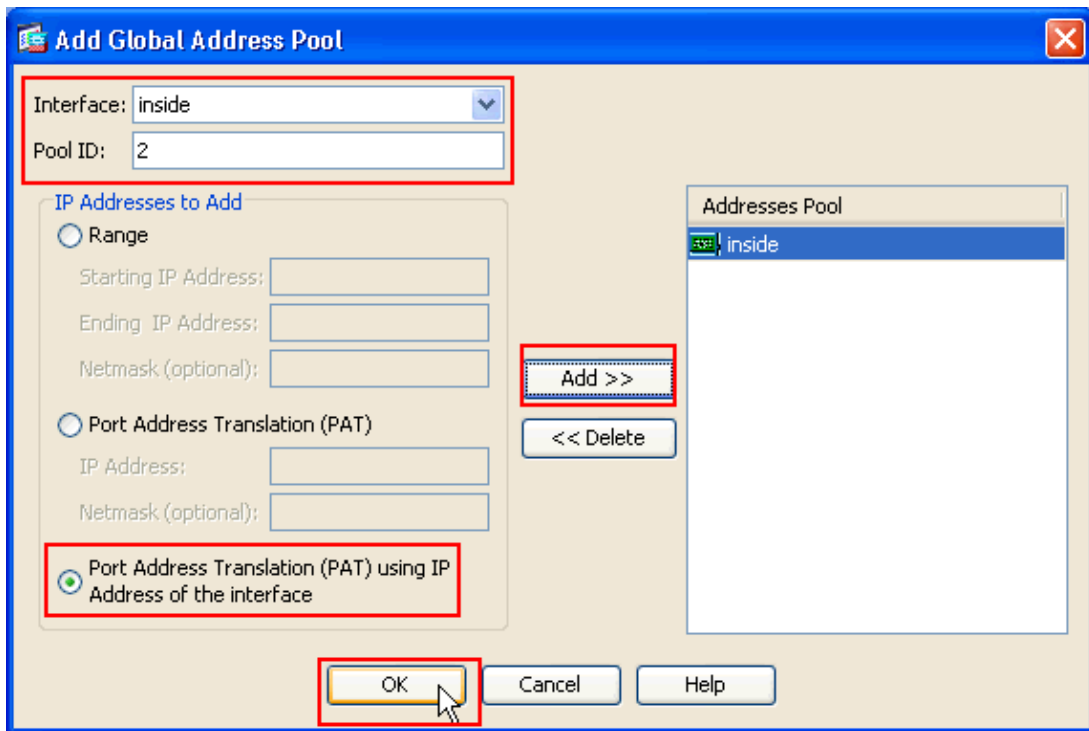 Add Global Address Pool
Interface: inside
Pool ID: 2
IP Addresses to Add
Range
Starting IP Address:
Ending IP Address:
Netmask (optional):
Port Address Translation (PAT)
IP Address:
Netmask (optional):
Port Address Translation (PAT) using IP
Address of the interface
Add >>
<< Delete
Addresses Pool
inside
OK
Cancel
Help